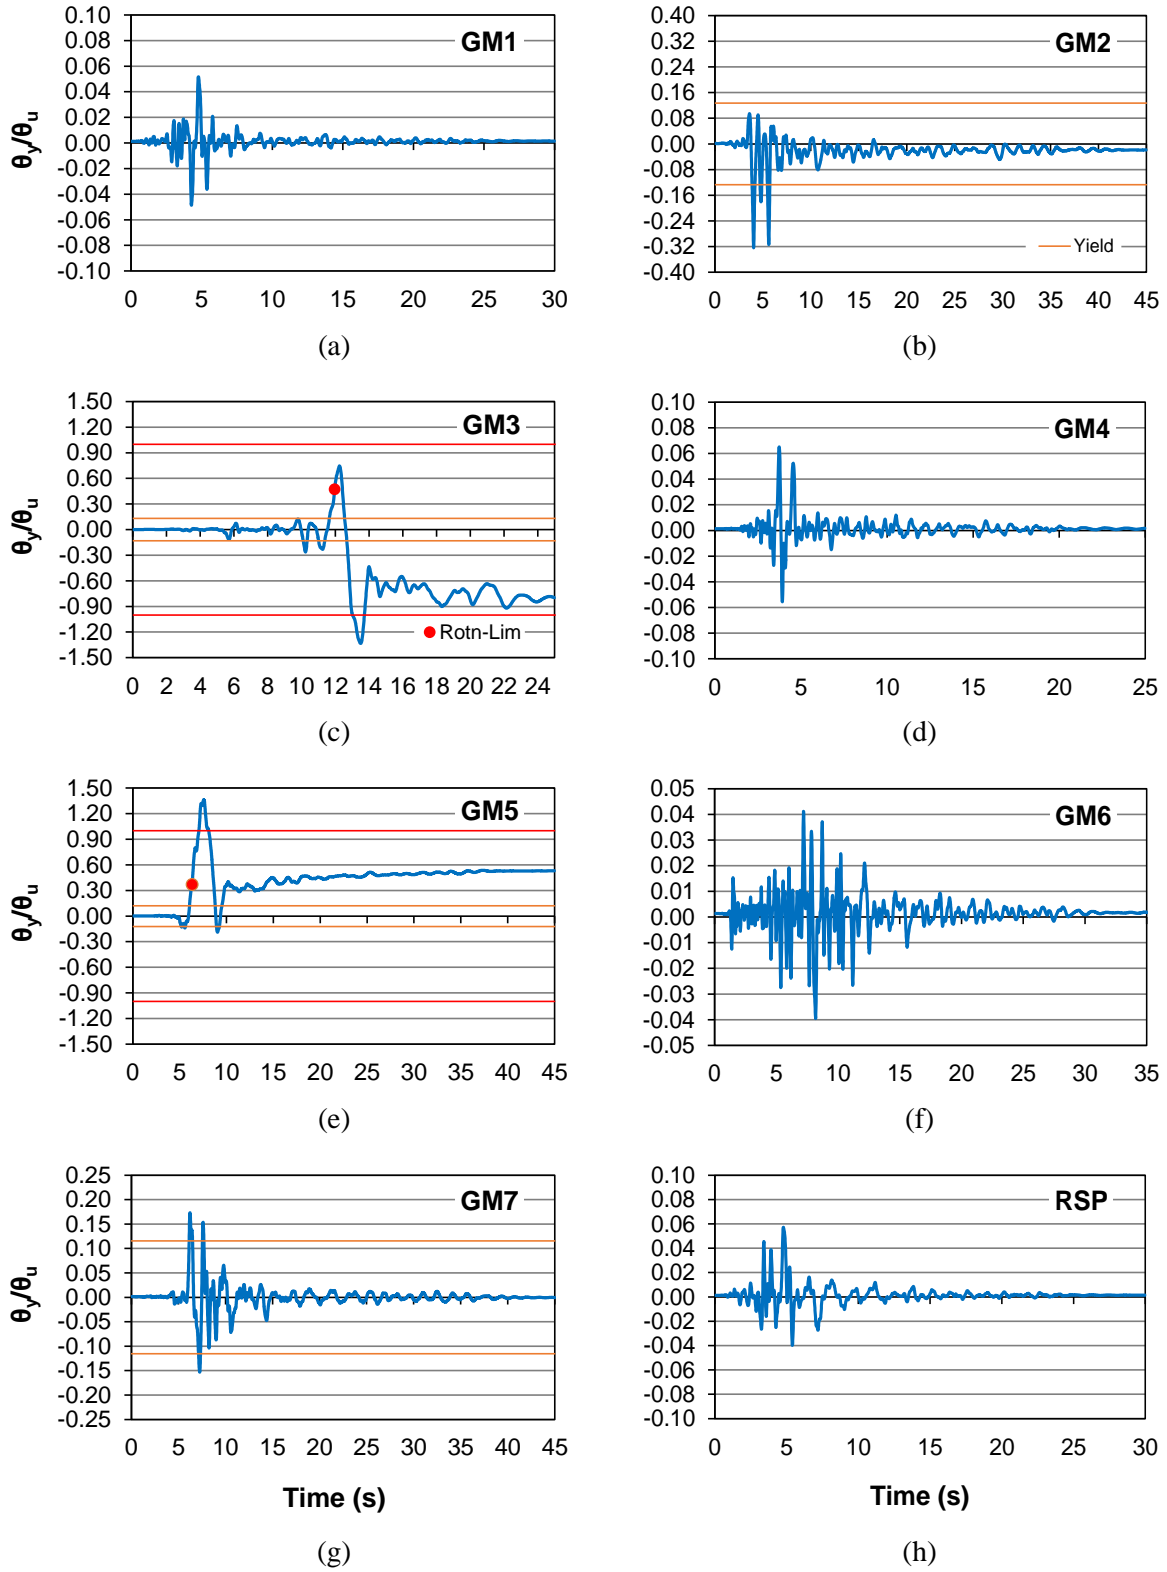 GM1
θy/θu
0.10
0.08
0.06
0.04
0.02
0.00
-0.02
-0.04
-0.06
-0.08
-0.10
0 5 10 15 20 25 30
(a)
GM2
0.40
0.32
0.24
0.16
0.08
0.00
-0.08
-0.16
-0.24
-0.32
-0.40
Yield
0 5 10 15 20 25 30 35 40 45
(b)
GM3
θy/θu
1.50
1.20
0.90
0.60
0.30
0.00
-0.30
-0.60
-0.90
-1.20
-1.50
Rotn-Lim
0 2 4 6 8 10 12 14 16 18 20 22 24
(c)
GM4
0.10
0.08
0.06
0.04
0.02
0.00
-0.02
-0.04
-0.06
-0.08
-0.10
0 5 10 15 20 25
(d)
GM5
θy/θu
1.50
1.20
0.90
0.60
0.30
0.00
-0.30
-0.60
-0.90
-1.20
-1.50
0 5 10 15 20 25 30 35 40 45
(e)
GM6
0.05
0.04
0.03
0.02
0.01
0.00
-0.01
-0.02
-0.03
-0.04
-0.05
0 5 10 15 20 25 30 35
(f)
GM7
θy/θu
0.25
0.20
0.15
0.10
0.05
0.00
-0.05
-0.10
-0.15
-0.20
-0.25
0 5 10 15 20 25 30 35 40 45
Time (s)
(g)
RSP
0.10
0.08
0.06
0.04
0.02
0.00
-0.02
-0.04
-0.06
-0.08
-0.10
0 5 10 15 20 25 30
Time (s)
(h)